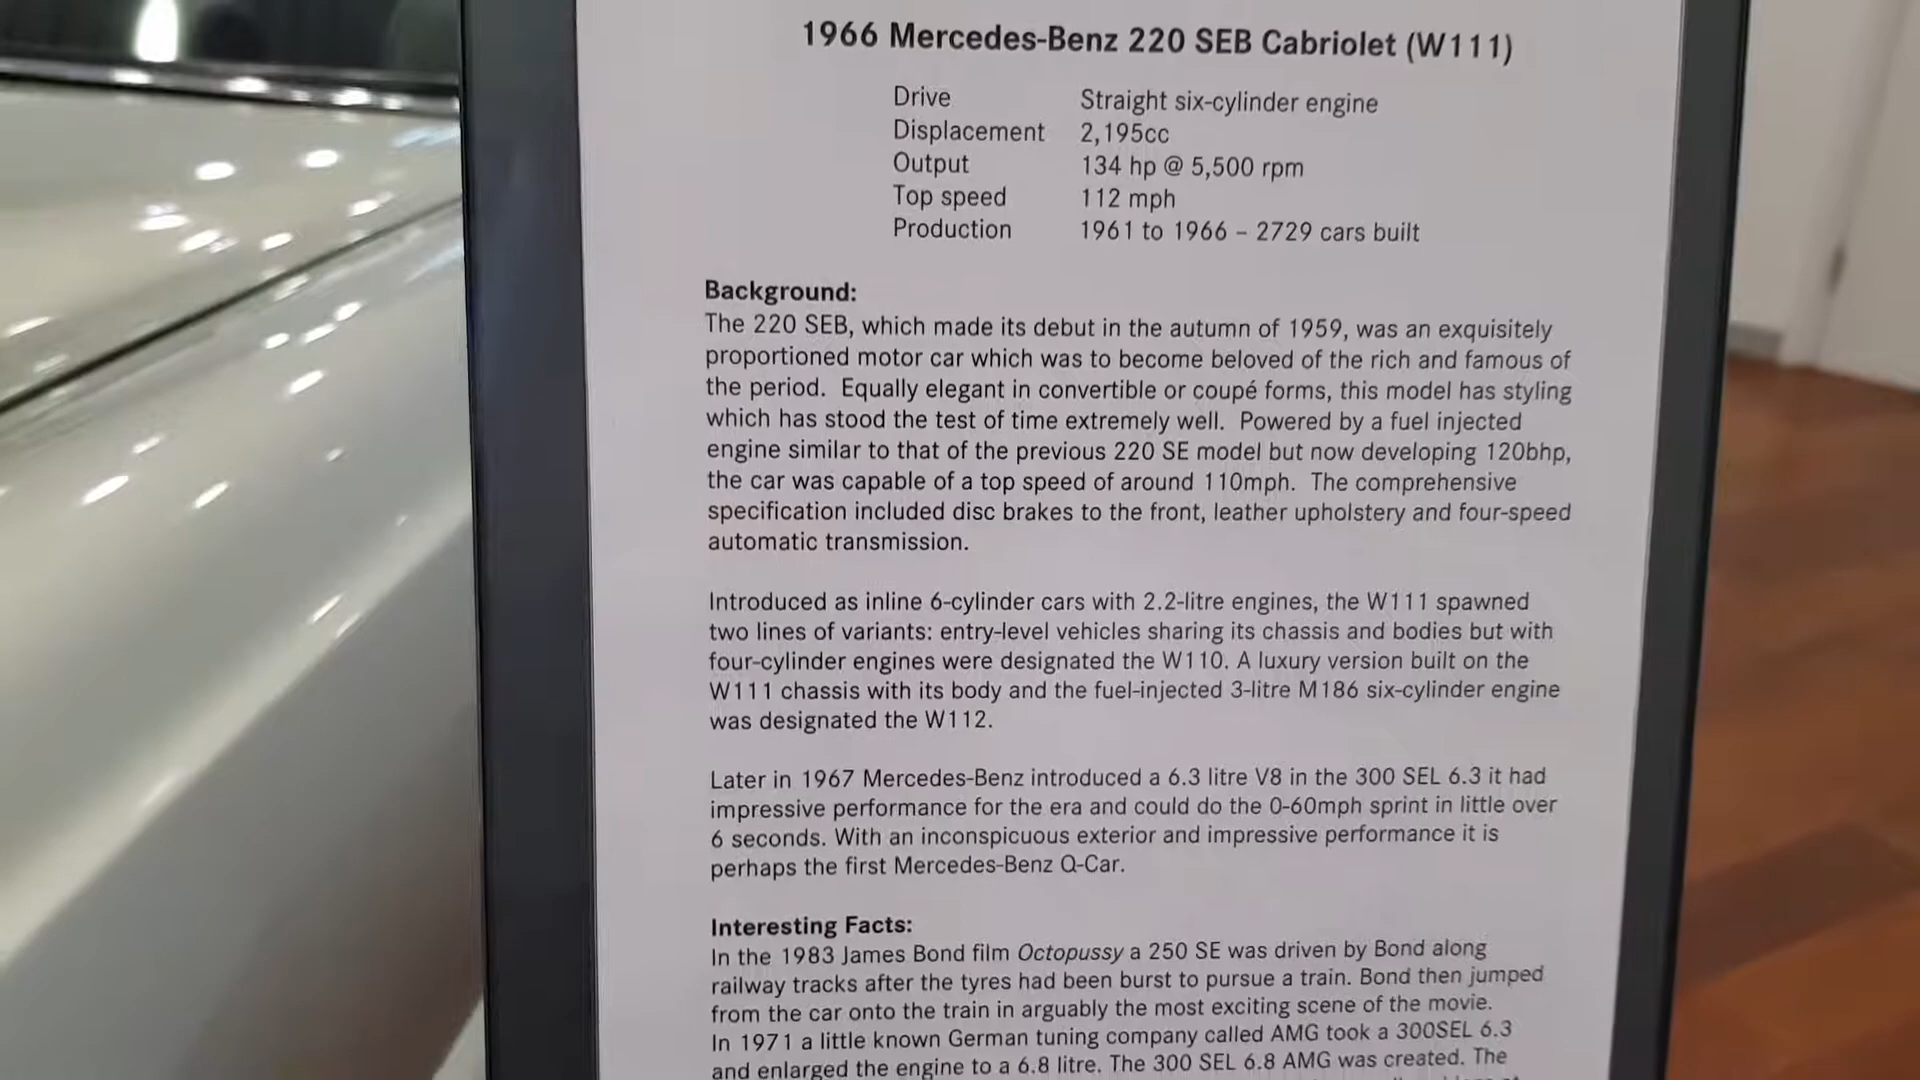 1966 Mercedes-Benz 220 SEB Cabriolet (W111)
Drive Straight six-cylinder engine
Displacement 2,195cc
Output 134 hp @ 5,500 rpm
Top speed 112 mph
Production 1961 to 1966 – 2729 cars built
Background:
The 220 SEB, which made its debut in the autumn of 1959, was an exquisitely
proportioned motor car which was to become beloved of the rich and famous of
the period. Equally elegant in convertible or coupé forms, this model has styling
which has stood the test of time extremely well. Powered by a fuel injected
engine similar to that of the previous 220 SE model but now developing 120bhp,
the car was capable of a top speed of around 110mph. The comprehensive
specification included disc brakes to the front, leather upholstery and four-speed
automatic transmission.
Introduced as inline 6-cylinder cars with 2.2-litre engines, the W111 spawned
two lines of variants: entry-level vehicles sharing its chassis and bodies but with
four-cylinder engines were designated the W110. A luxury version built on the
W111 chassis with its body and the fuel-injected 3-litre M186 six-cylinder engine
was designated the W112.
Later in 1967 Mercedes-Benz introduced a 6.3 litre V8 in the 300 SEL 6.3 it had
impressive performance for the era and could do the 0-60mph sprint in little over
6 seconds. With an inconspicuous exterior and impressive performance it is
perhaps the first Mercedes-Benz Q-Car.
Interesting Facts:
In the 1983 James Bond film Octopussy a 250 SE was driven by Bond along
railway tracks after the tyres had been burst to pursue a train. Bond then jumped
from the car onto the train in arguably the most exciting scene of the movie.
In 1971 a little known German tuning company called AMG took a 300SEL 6.3
and enlarged the engine to a 6.8 litre. The 300 SEL 6.8 AMG was created. The